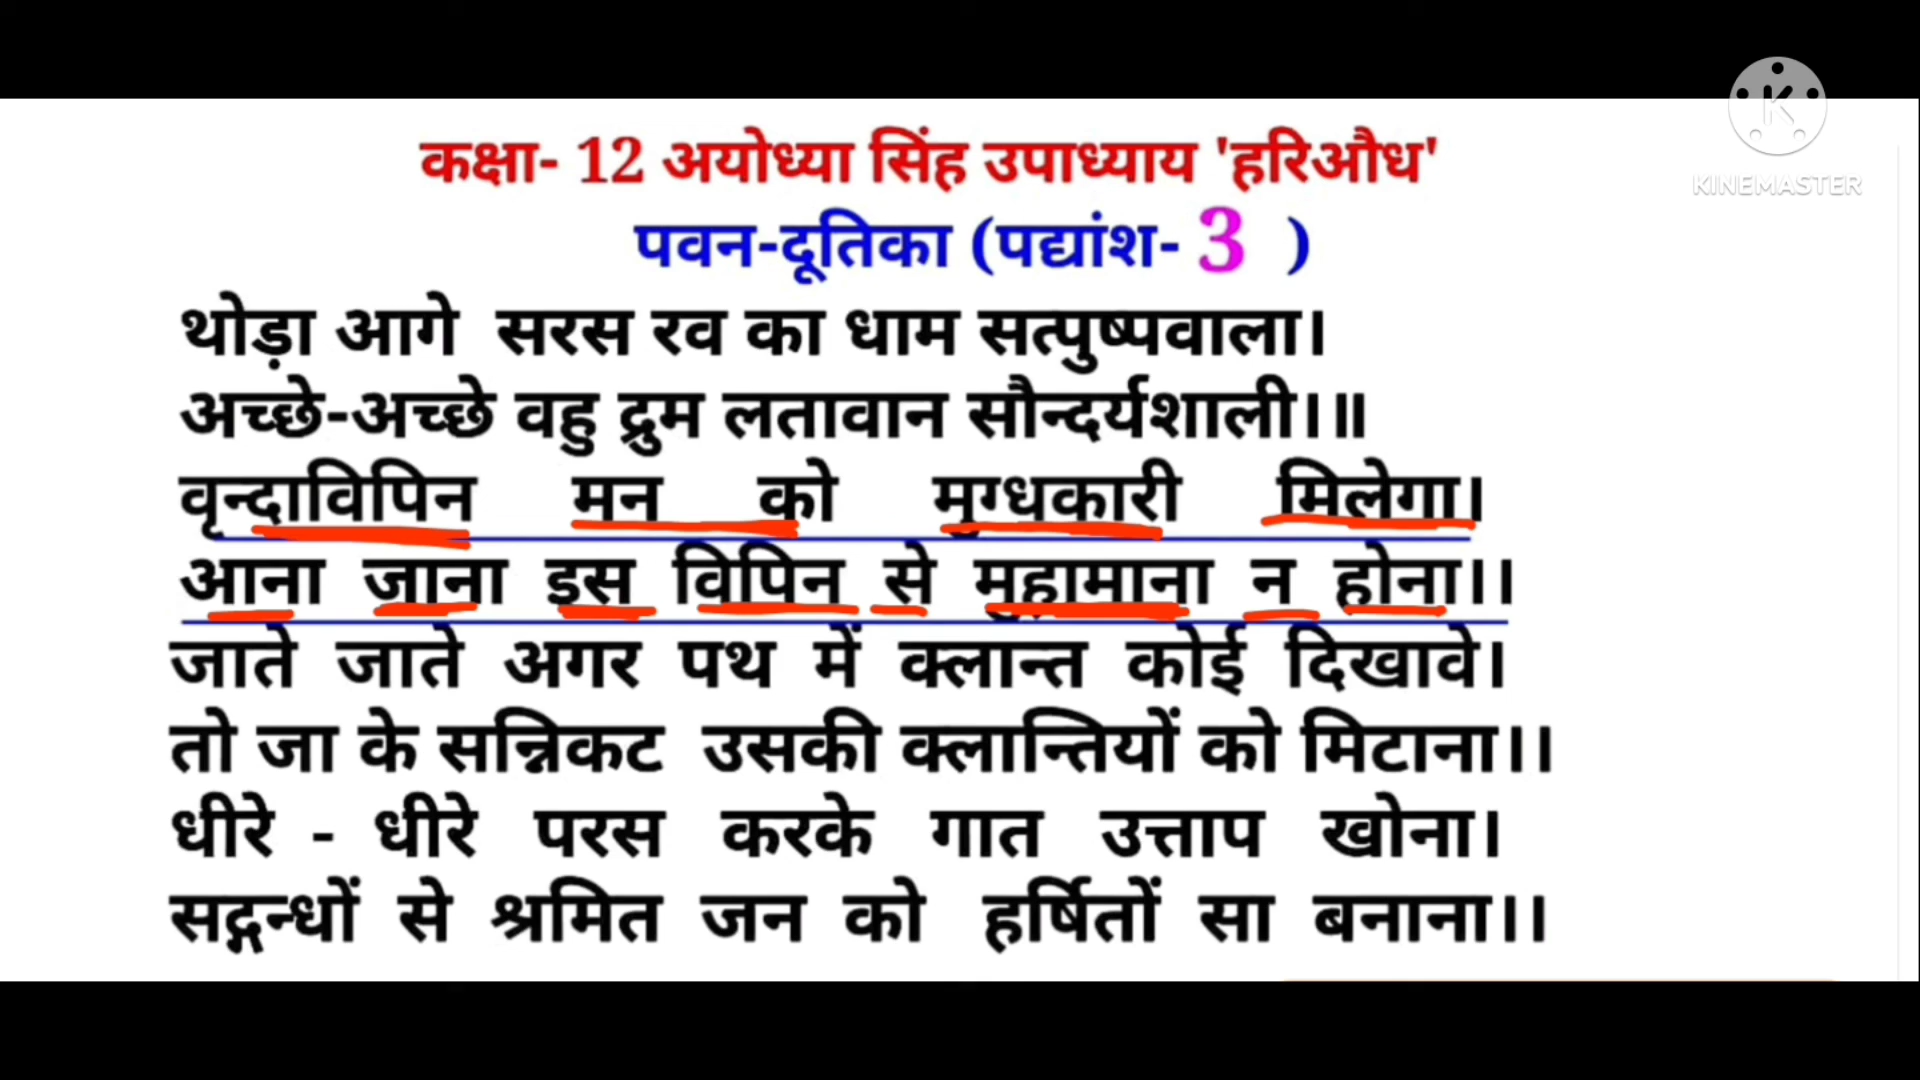 KINEMASTER
कक्षा- 12 अयोध्या सिंह उपाध्याय 'हरिऔध'
पवन-दूतिका (पद्यांश- 3 )
थोड़ा आगे सरस रव का धाम सत्पुष्पवाला।
अच्छे-अच्छे वहु द्रुम लतावान सौन्दर्यशाली।॥
वृन्दाविपिन मन को मुग्धकारी मिलेगा।
आना जाना इस विपिन से मुह्यमाना न होना।।
जाते जाते अगर पथ में क्लान्त कोई दिखावे।
तो जा के सन्निकट उसकी क्लान्तियों को मिटाना।।
धीरे - धीरे परस करके गात उत्ताप खोना।
सद्गन्धों से श्रमित जन को हर्षितों सा बनाना।।